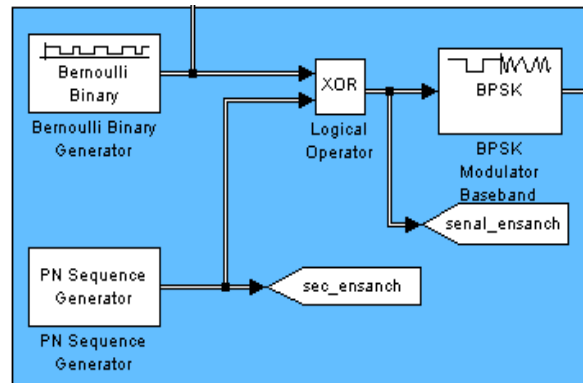 Bernoulli
Binary
Bernoulli Binary
Generator
XOR
Logical
Operator
BPSK
BPSK
Modulator
Baseband
senal_ensanch
PN Sequence
Generator
PN Sequence
Generator
sec_ensanch